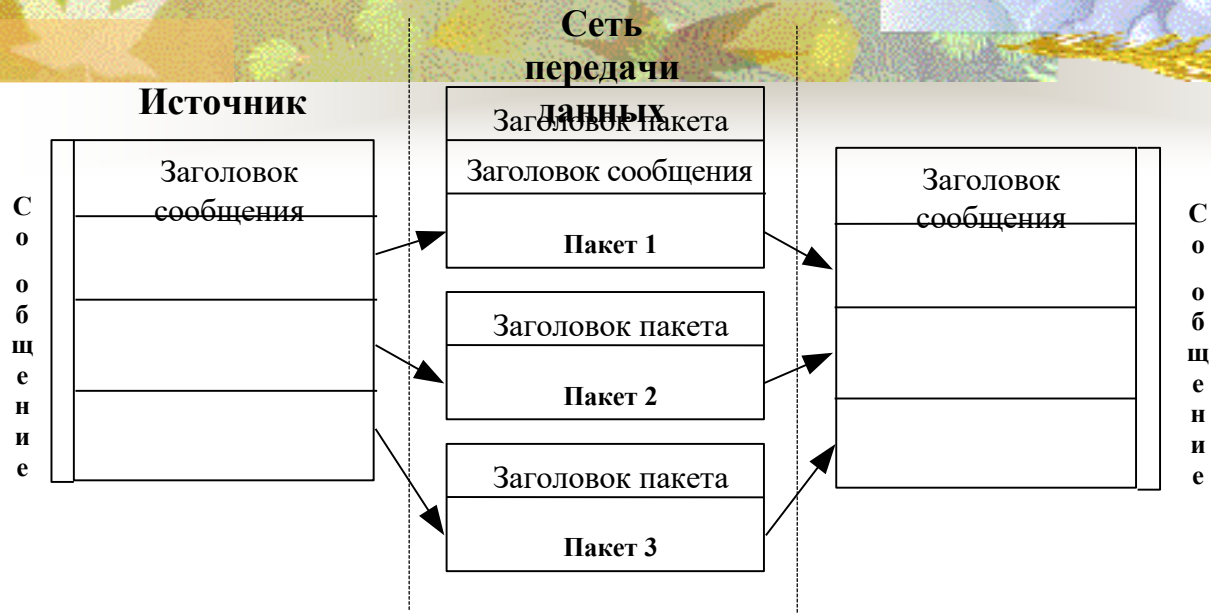 Сеть
передачи
данных
Источник
Заголовок
сообщения
С
о
о
б
щ
е
н
и
е
Заголовок пакета
Заголовок сообщения
Пакет 1
Заголовок пакета
Пакет 2
Заголовок пакета
Пакет 3
Заголовок
сообщения
С
о
о
б
щ
е
н
и
е